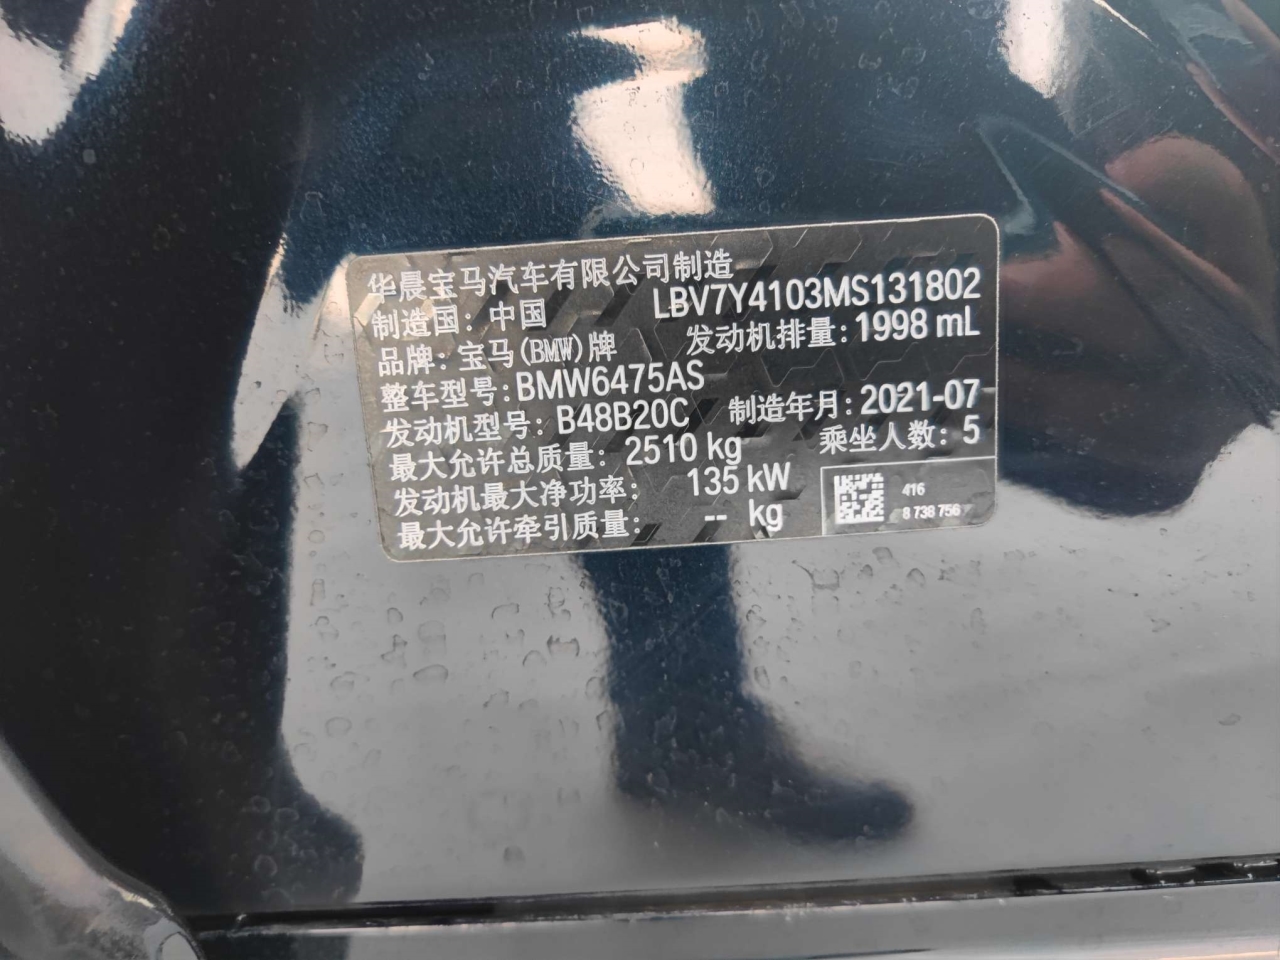 华晨宝马汽车有限公司制造
制造国：中国 LBV7Y4103MS131802
品牌：宝马(BMW)牌 发动机排量：1998 mL
整车型号：BMW6475AS
发动机型号：B48B20C 制造年月：2021-07
最大允许总质量：2510 kg 乘坐人数：5
发动机最大净功率：135 kW
最大允许牵引质量：-- kg
416
8 738 756